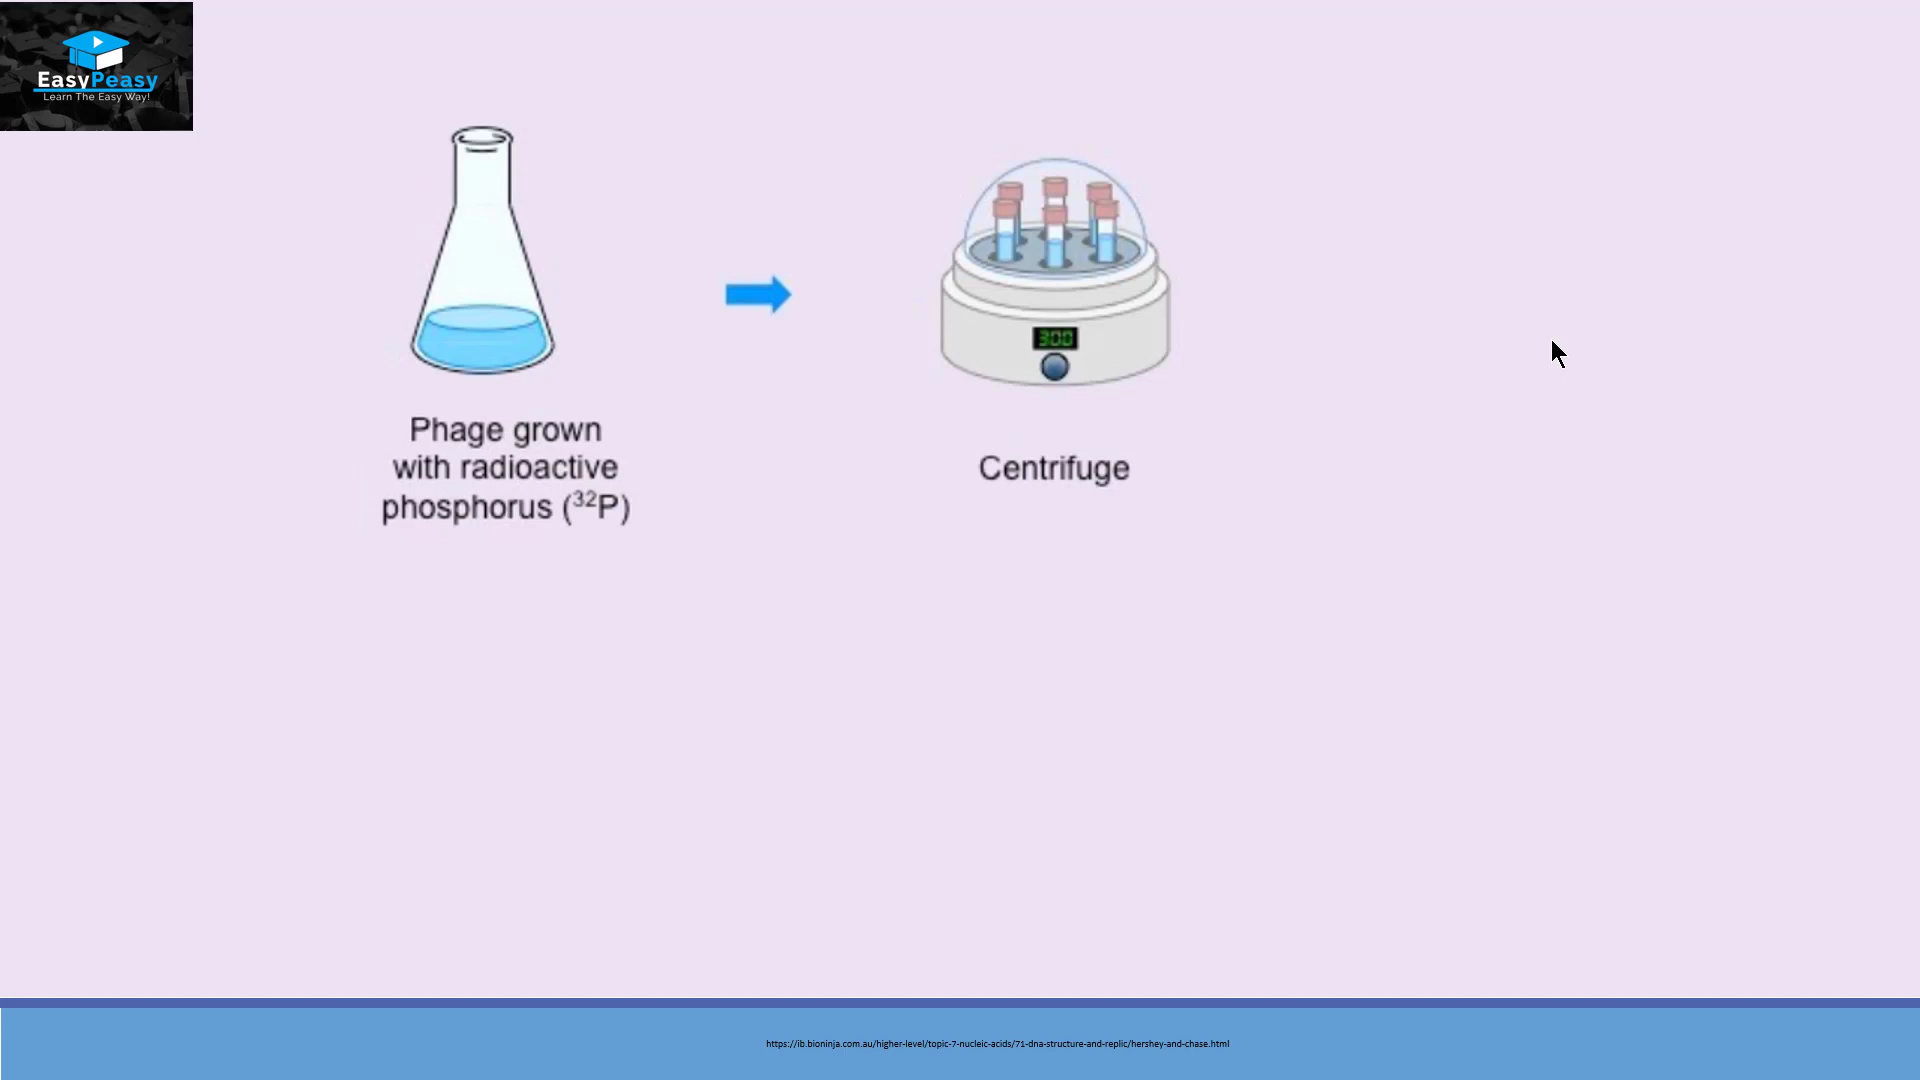 EasyPeasy
Learn The Easy Way!
300
Phage grown
with radioactive
phosphorus (³²P)
Centrifuge
https://ib.bioninja.com.au/higher-level/topic-7-nucleic-acids/71-dna-structure-and-replic/hershey-and-chase.html